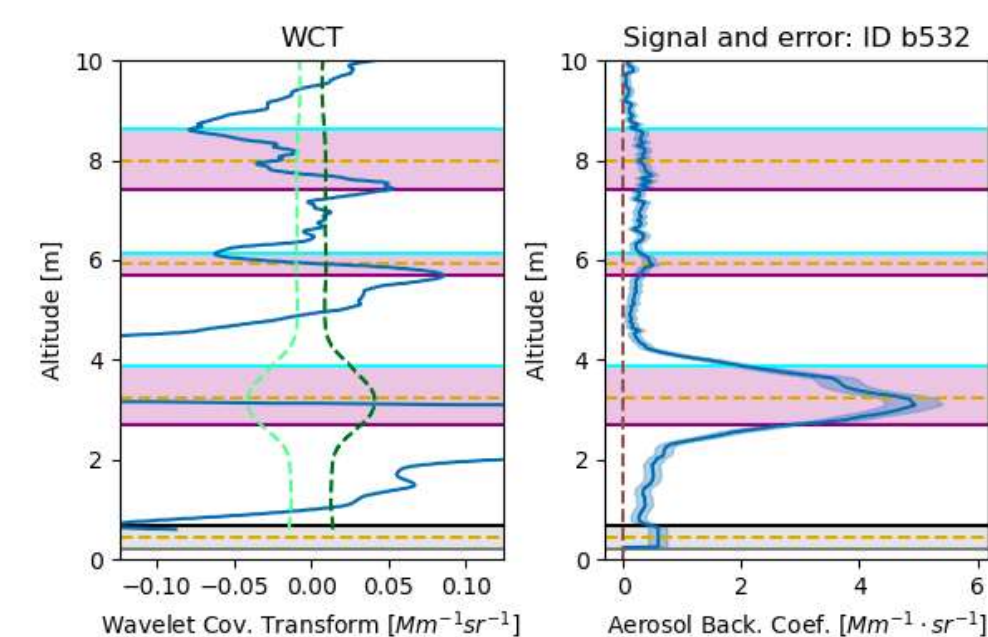 WCT
10
8
6
4
2
0
Altitude [m]
−0.10 −0.05 0.00 0.05 0.10
Wavelet Cov. Transform [Mm⁻¹sr⁻¹]
Signal and error: ID b532
10
8
6
4
2
0
Altitude [m]
0 2 4 6
Aerosol Back. Coef. [Mm⁻¹ · sr⁻¹]